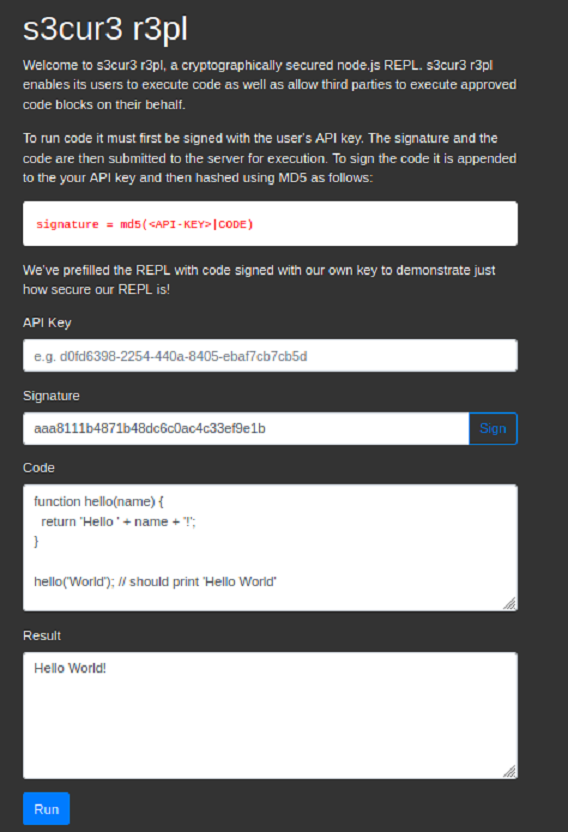 s3cur3 r3pl
Welcome to s3cur3 r3pl, a cryptographically secured node.js REPL. s3cur3 r3pl
enables its users to execute code as well as allow third parties to execute approved
code blocks on their behalf.
To run code it must first be signed with the user's API key. The signature and the
code are then submitted to the server for execution. To sign the code it is appended
to the your API key and then hashed using MD5 as follows:
signature = md5(<API-KEY>|CODE)
We've prefilled the REPL with code signed with our own key to demonstrate just
how secure our REPL is!
API Key
e.g. d0fd6398-2254-440a-8405-ebaf7cb7cb5d
Signature
aaa8111b4871b48dc6c0ac4c33ef9e1b
Sign
Code
function hello(name) {
return 'Hello ' + name + '!';
}
hello('World'); // should print 'Hello World'
Result
Hello World!
Run